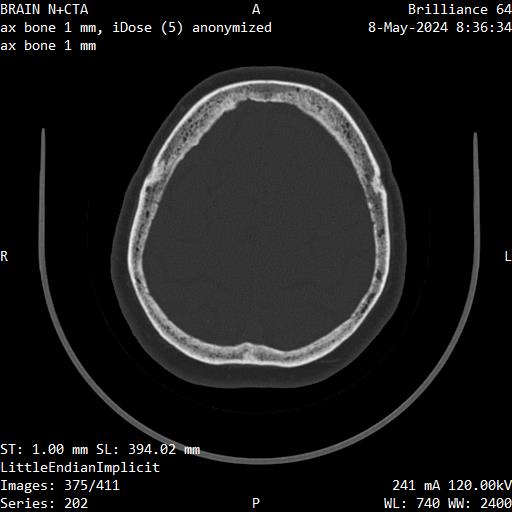 BRAIN N+CTA
A
Brilliance 64
ax bone 1 mm, iDose (5) anonymized
8-May-2024 8:36:34
ax bone 1 mm
R
L
ST: 1.00 mm SL: 394.02 mm
LittleEndianImplicit
Images: 375/411
241 mA 120.00kV
Series: 202
P
WL: 740 WW: 2400